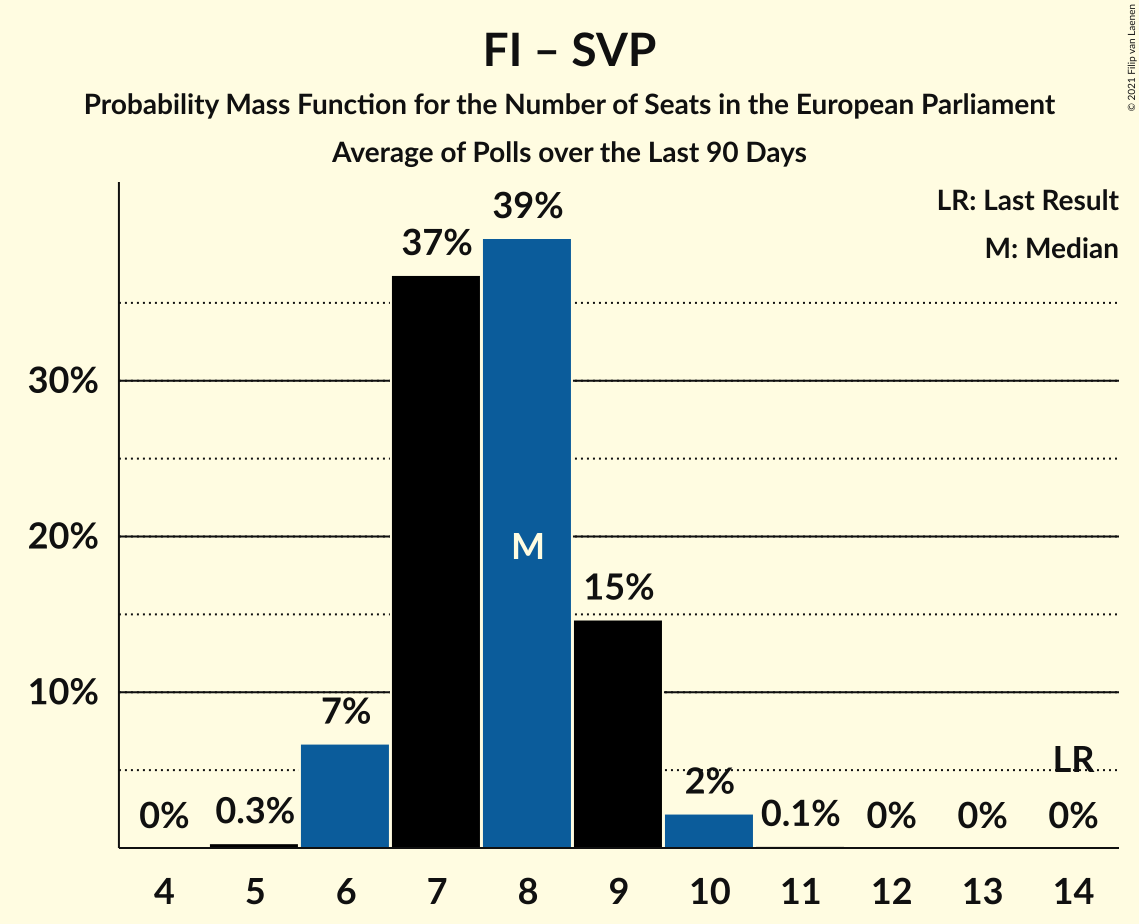 FI – SVP
Probability Mass Function for the Number of Seats in the European Parliament
Average of Polls over the Last 90 Days
© 2021 Filip van Laenen
LR: Last Result
M: Median
39%
37%
30%
20%
M
15%
10%
7%
LR
2%
0%
0.3%
0.1%
0%
0%
0%
4 5 6 7 8 9 10 11 12 13 14